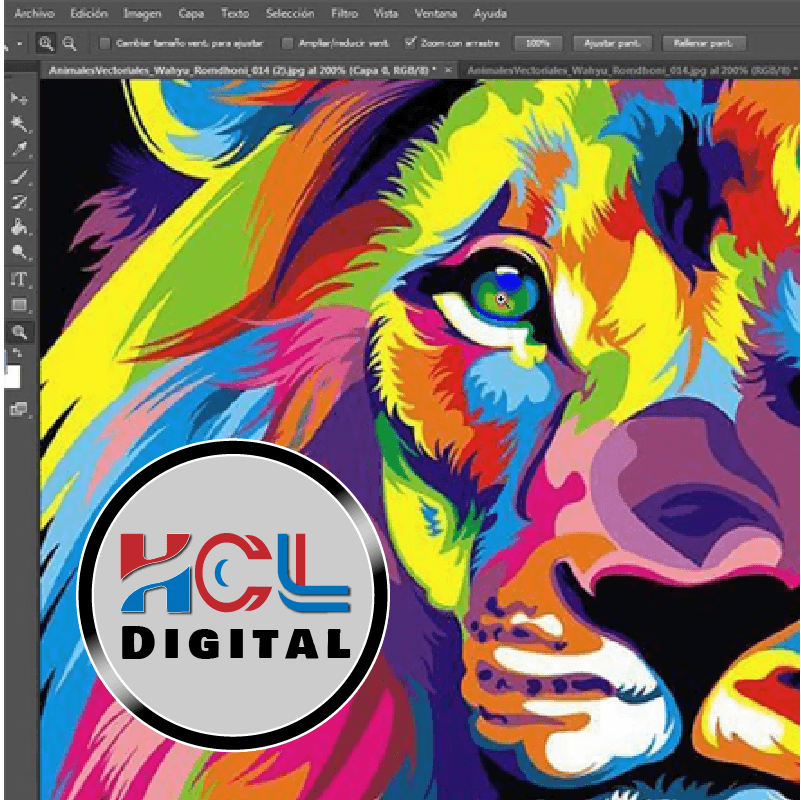 Archivo Edición Imagen Capa Texto Selección Filtro Vista Ventana Ayuda
Cambiar tamaño vent. para ajustar Ampliar/reducir vent. Zoom con arrastre 100% Ajustar pant. Rellenar pant.
AnimalesVectoriales_Wahyu_Romdhoni_014 (2).jpg al 200% (Capa 0, RGB/8) * × AnimalesVectoriales_Wahyu_Romdhoni_014.jpg al 200% (RGB/8) *
HCL
DIGITAL